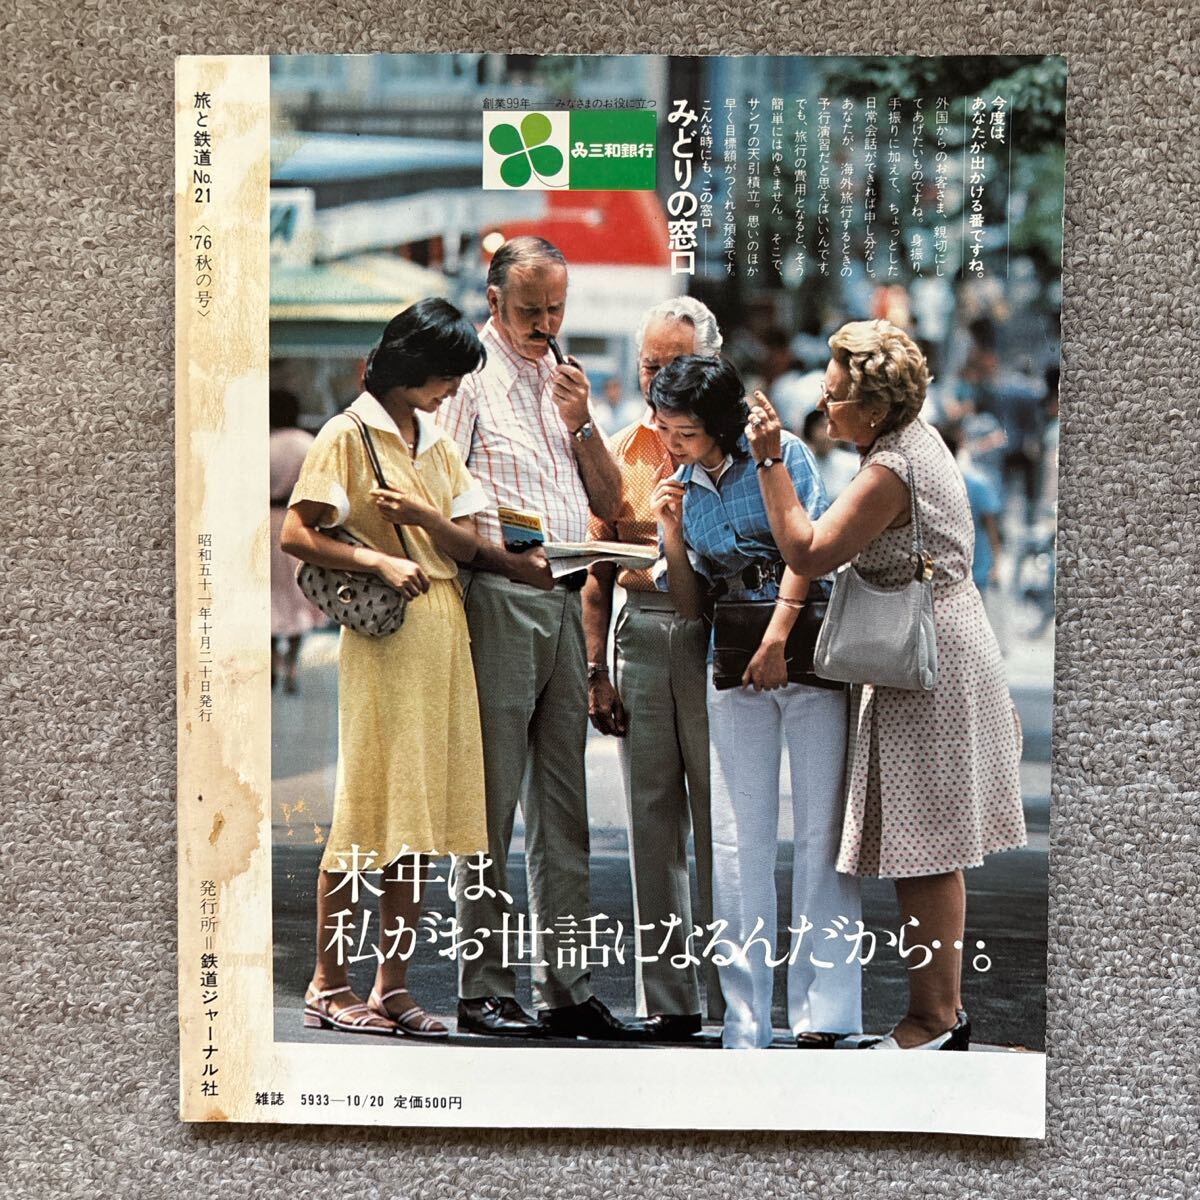 旅と鉄道No.21〈'76秋の号〉
昭和五十一年十月二十日発行
発行所=鉄道ジャーナル社
創業99年――みなさまのお役に立つ
三和銀行
今度は、
あなたが出かける番ですね。
外国からのお客さま、親切にし
てあげたいものですね。身振り、
手振りに加えて、ちょっとした
日常会話ができれば申し分なし。
あなたが、海外旅行するときの
予行演習だと思えばいいんです。
でも、旅行の費用となると、そう
簡単にはゆきません。そこで、
サンワの天引積立。思いのほか
早く目標額がつくれる預金です。
こんな時にも、この窓口
みどりの窓口
Tokyo
来年は、
私がお世話になるんだから…。
雑誌 5933―10/20 定価500円